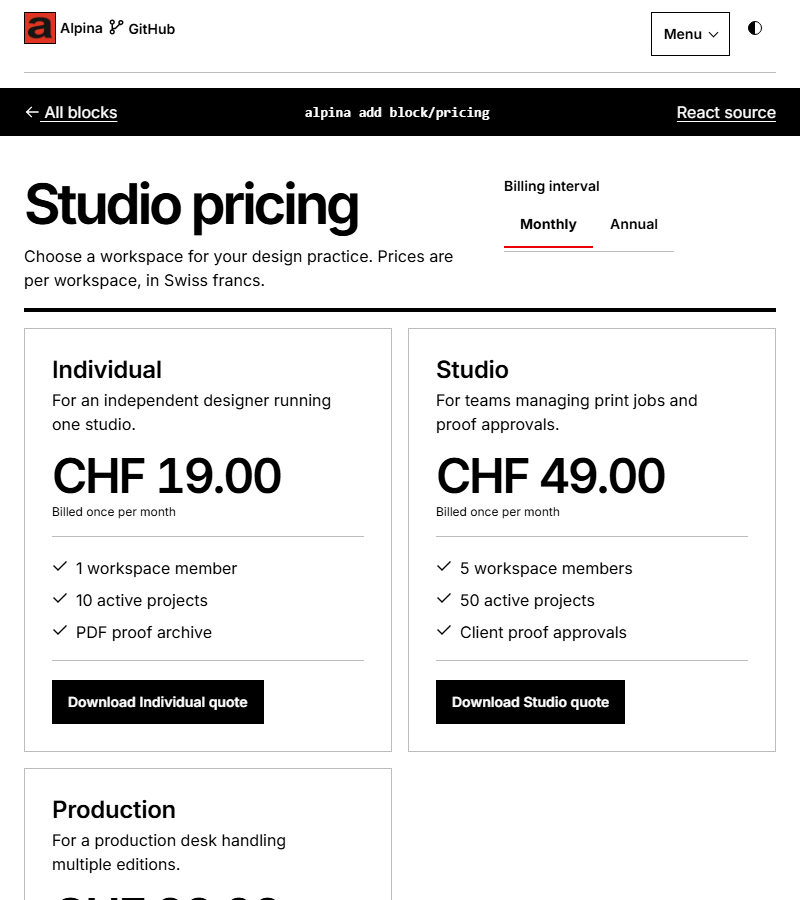 a Alpina GitHub
Menu
← All blocks
alpina add block/pricing
React source
Studio pricing
Choose a workspace for your design practice. Prices are
per workspace, in Swiss francs.
Billing interval
Monthly Annual
Individual
For an independent designer running
one studio.
CHF 19.00
Billed once per month
1 workspace member
10 active projects
PDF proof archive
Download Individual quote
Studio
For teams managing print jobs and
proof approvals.
CHF 49.00
Billed once per month
5 workspace members
50 active projects
Client proof approvals
Download Studio quote
Production
For a production desk handling
multiple editions.